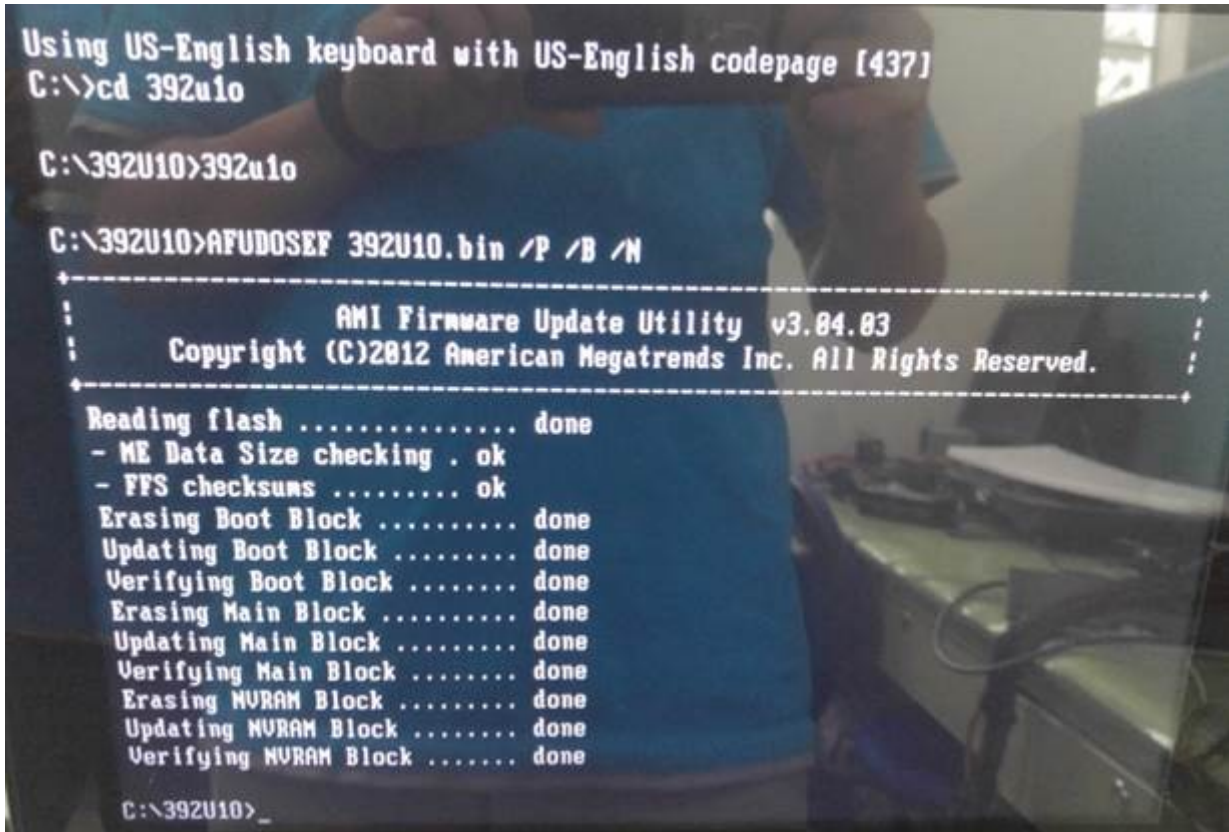 Using US-English keyboard with US-English codepage [437]
C:\>cd 392u1o
C:\392U1O>392u1o
C:\392U1O>AFUDOSEF 392U1O.bin /P /B /N
AMI Firmware Update Utility v3.04.03
Copyright (C)2012 American Megatrends Inc. All Rights Reserved.
Reading flash ............... done
- ME Data Size checking . ok
- FFS checksums ......... ok
Erasing Boot Block .......... done
Updating Boot Block ......... done
Verifying Boot Block ........ done
Erasing Main Block .......... done
Updating Main Block ......... done
Verifying Main Block ........ done
Erasing NVRAM Block ......... done
Updating NVRAM Block ........ done
Verifying NVRAM Block ....... done
C:\392U1O>_